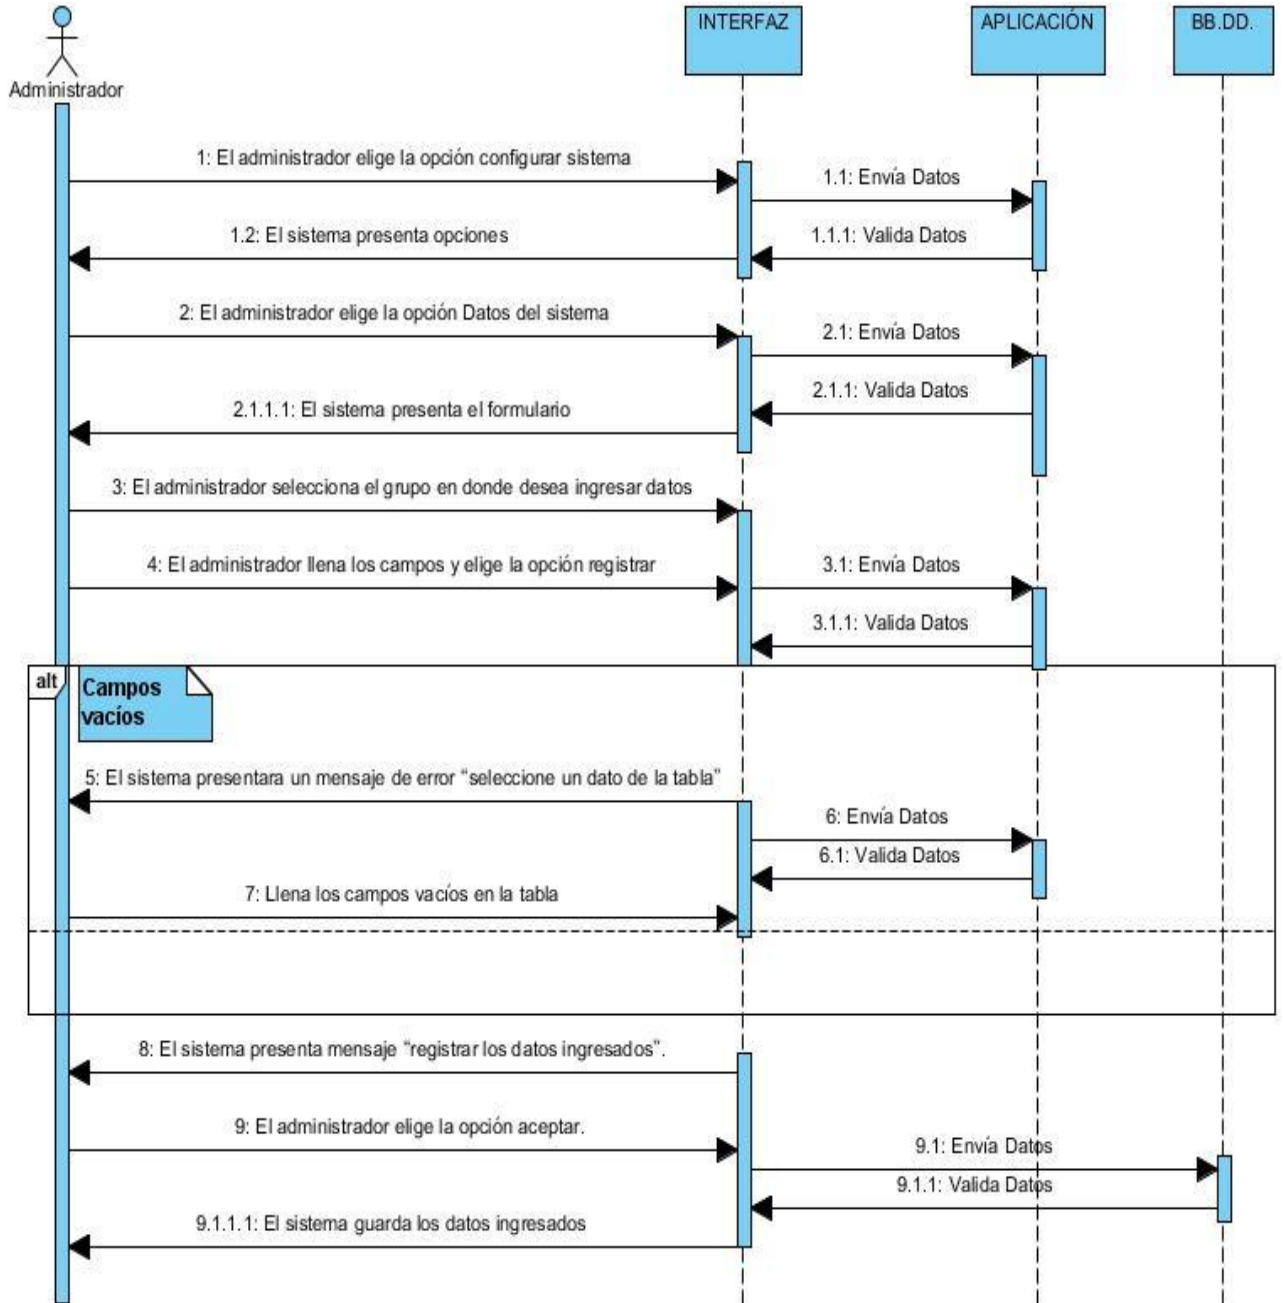 INTERFAZ
APLICACIÓN
BB.DD.
Administrador
1: El administrador elige la opción configurar sistema
1.1: Envía Datos
1.2: El sistema presenta opciones
1.1.1: Valida Datos
2: El administrador elige la opción Datos del sistema
2.1: Envía Datos
2.1.1: Valida Datos
2.1.1.1: El sistema presenta el formulario
3: El administrador selecciona el grupo en donde desea ingresar datos
4: El administrador llena los campos y elige la opción registrar
3.1: Envía Datos
3.1.1: Valida Datos
alt
Campos
vacíos
5: El sistema presentara un mensaje de error “seleccione un dato de la tabla”
6: Envía Datos
6.1: Valida Datos
7: Llena los campos vacíos en la tabla
8: El sistema presenta mensaje “registrar los datos ingresados”.
9: El administrador elige la opción aceptar.
9.1: Envía Datos
9.1.1: Valida Datos
9.1.1.1: El sistema guarda los datos ingresados